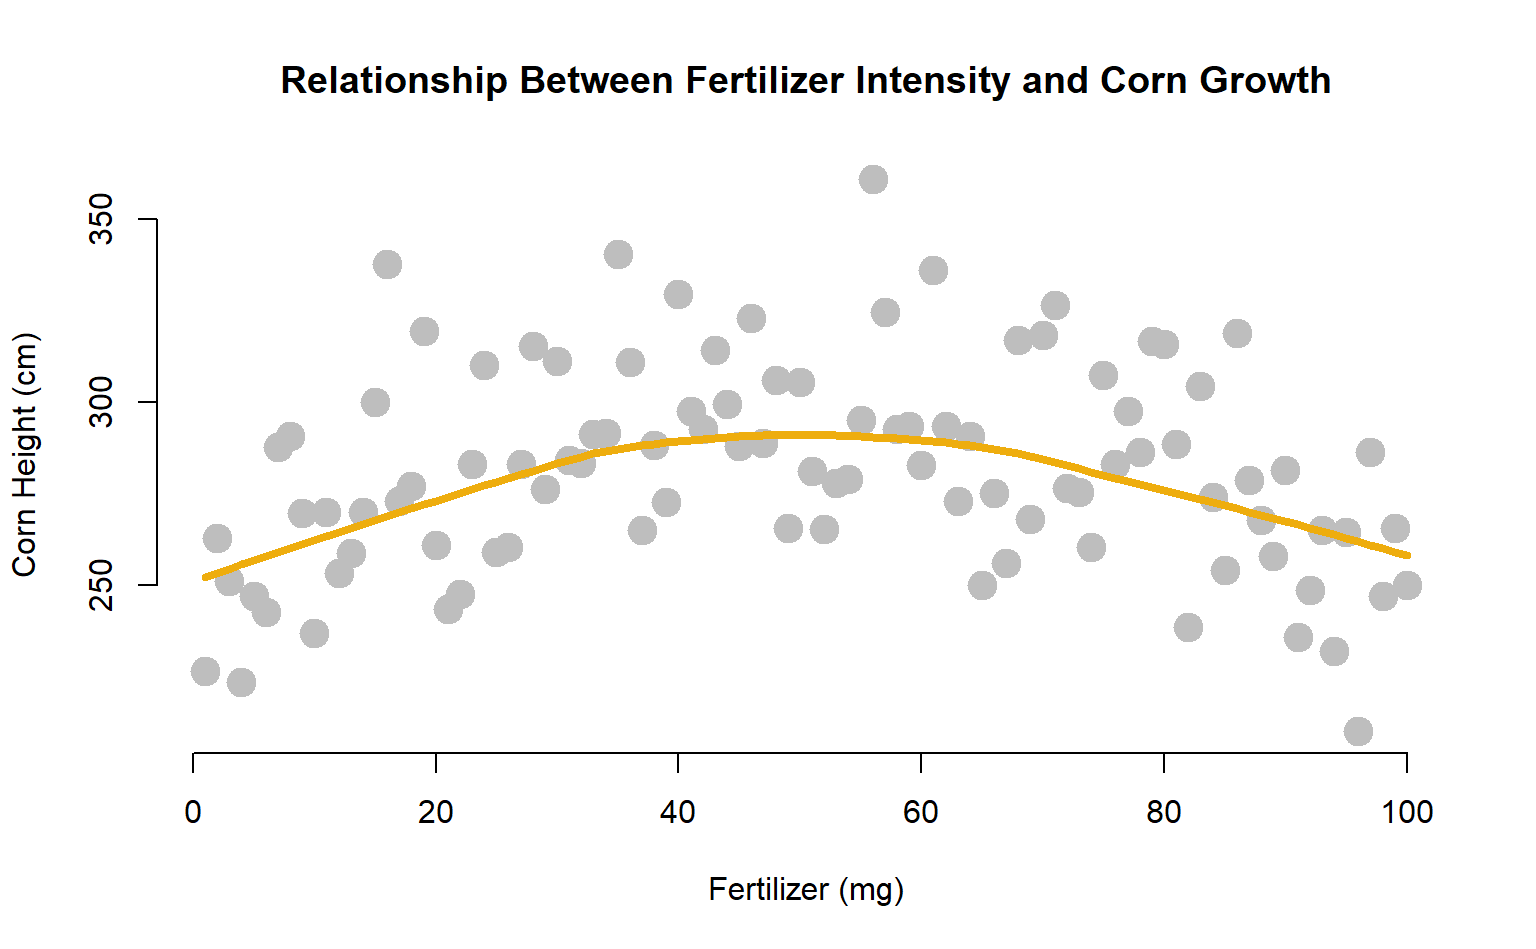 Relationship Between Fertilizer Intensity and Corn Growth
Corn Height (cm)
350
300
250
0 20 40 60 80 100
Fertilizer (mg)